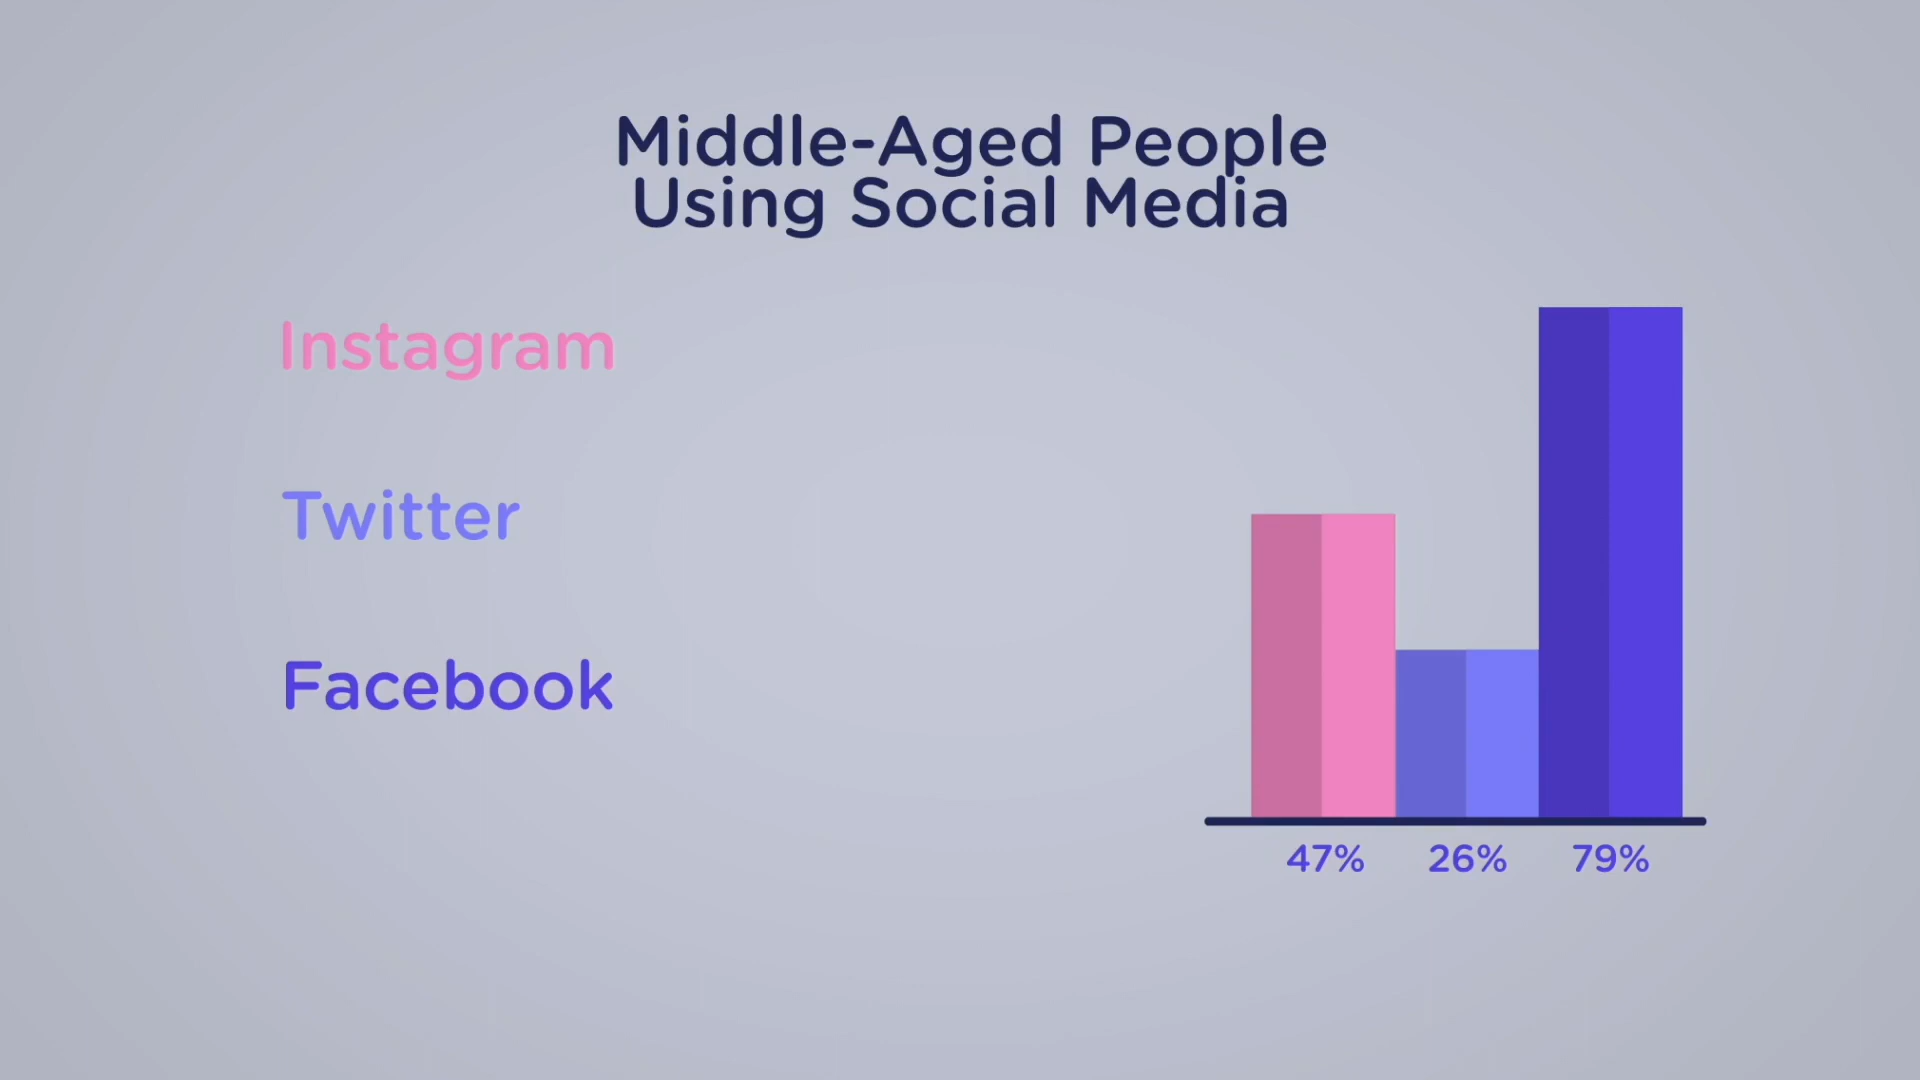 Middle-Aged People
Using Social Media
Instagram
Twitter
Facebook
47% 26% 79%